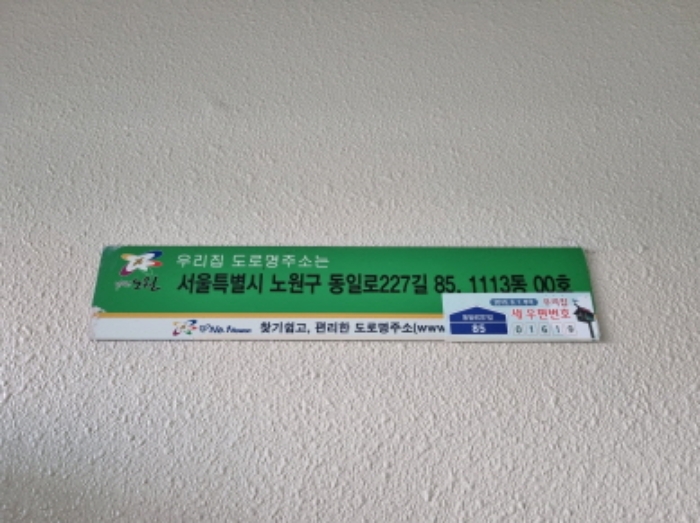 우리집 도로명주소는
서울특별시 노원구 동일로227길 85, 1113동 00호
찾기쉽고, 편리한 도로명주소(www
우리집
새우편번호
85
01619